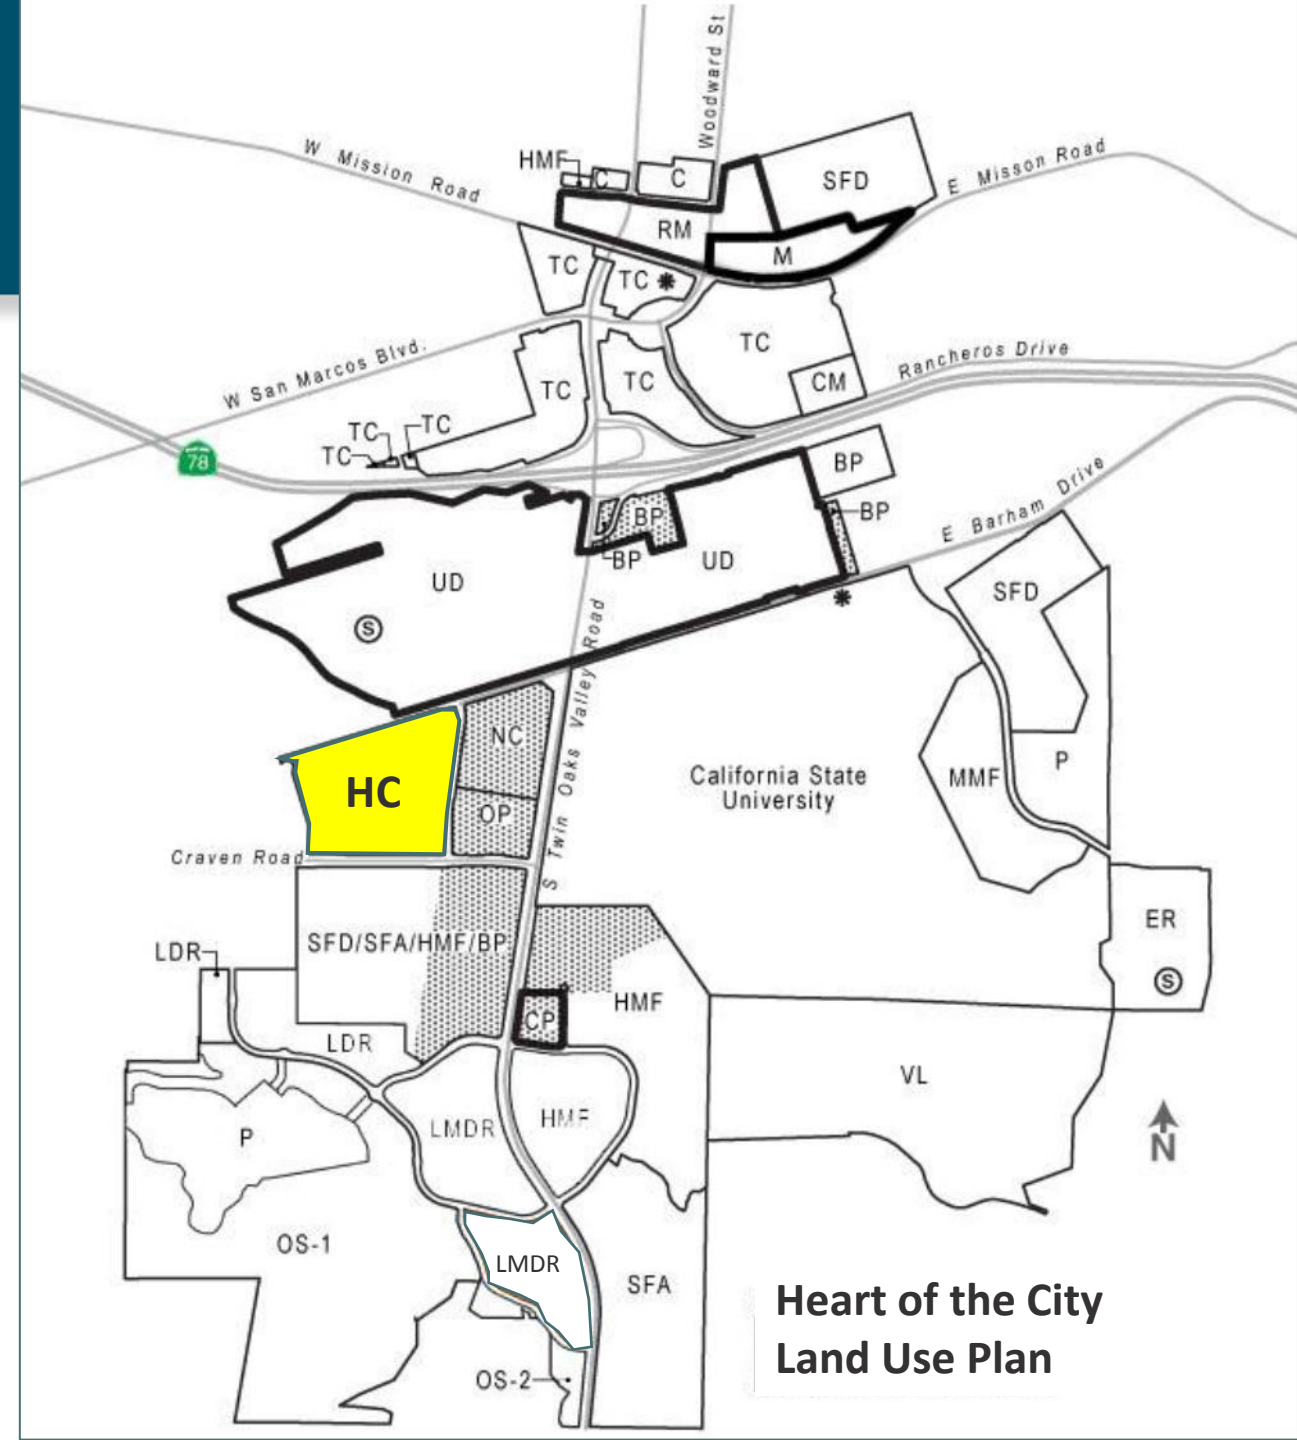 Woodward St
W Mission Road
HMF
C
C
SFD
E Misson Road
RM
M
TC
TC
TC
W San Marcos Blvd.
TC
TC
CM
Rancheros Drive
TC
TC
TC
78
BP
BP
BP
BP
E Barham Drive
UD
UD
S
SFD
S Twin Oaks Valley Road
NC
HC
OP
California State
University
MMF
P
Craven Road
SFD/SFA/HMF/BP
LDR
ER
S
HMF
CP
LDR
VL
N
P
LMDR
HMF
OS-1
LMDR
SFA
OS-2
Heart of the City
Land Use Plan